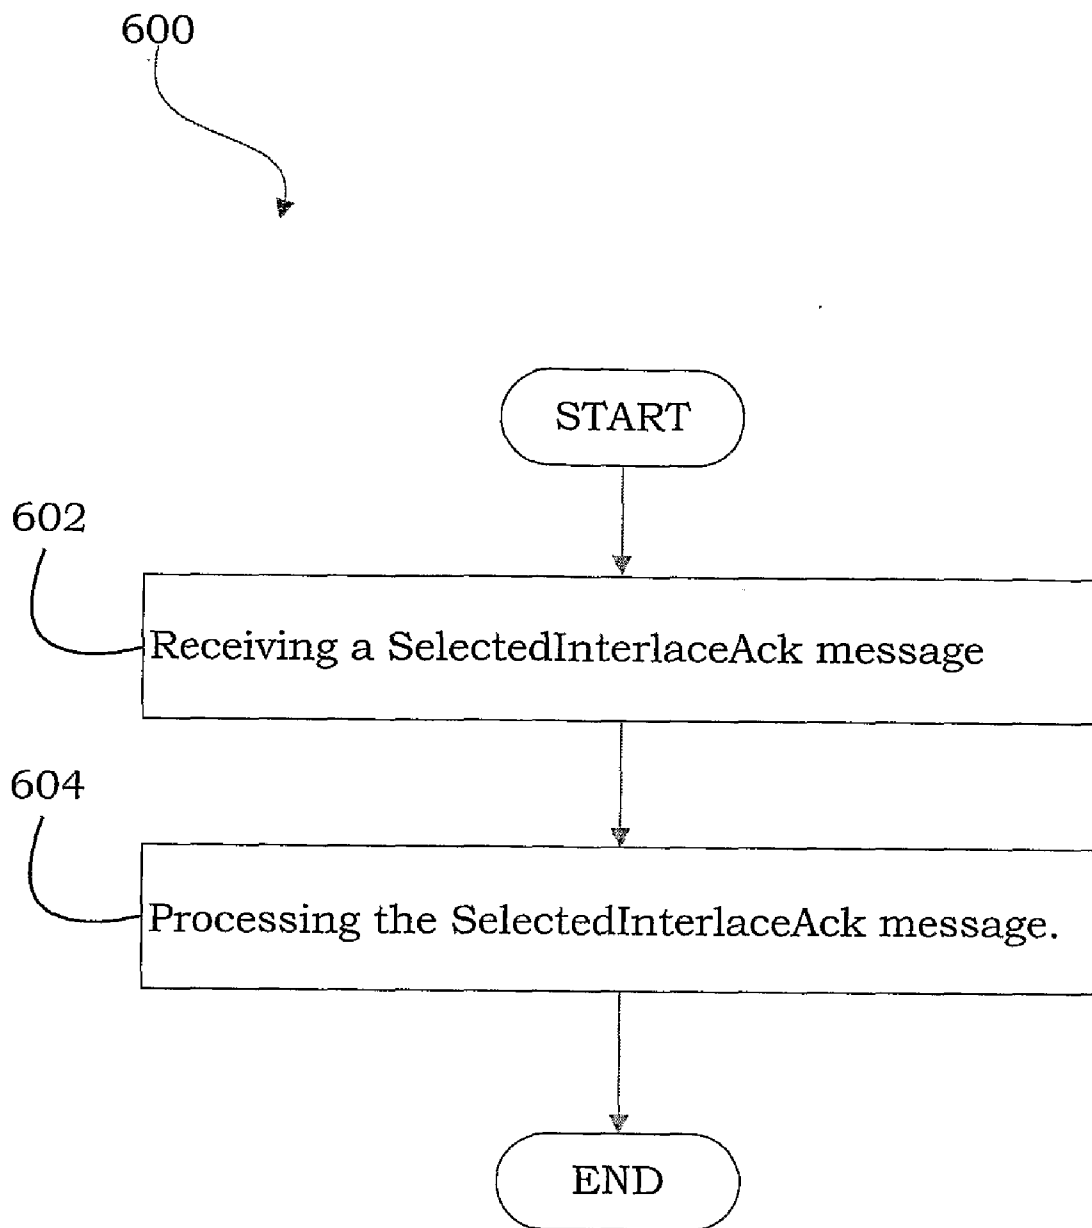 600
START
602
Receiving a SelectedInterlaceAck message
604
Processing the SelectedInterlaceAck message.
END